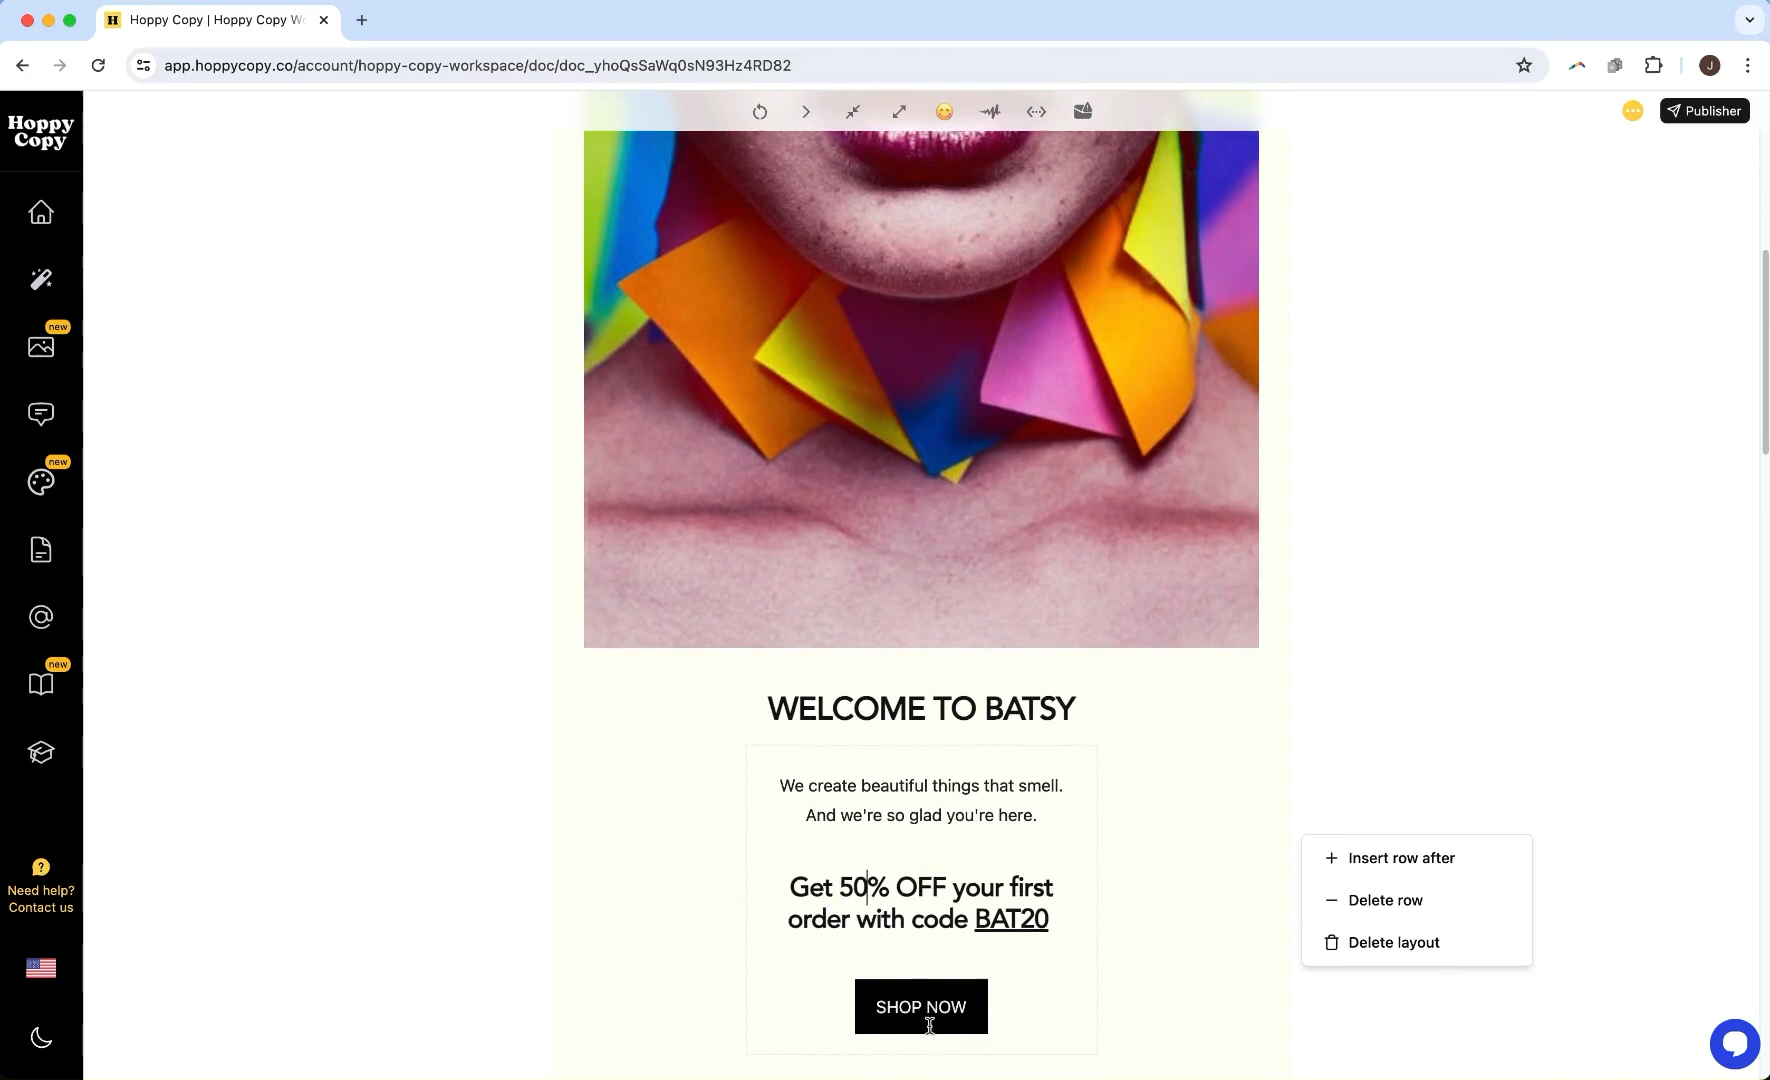 Hoppy Copy | Hoppy Copy Wo
app.hoppycopy.co/account/hoppy-copy-workspace/doc/doc_yhoQsSaWq0sN93Hz4RD82
J
Hoppy
Copy
Publisher
new
new
new
?
Need help?
Contact us
WELCOME TO BATSY
We create beautiful things that smell.
And we're so glad you're here.
Get 50% OFF your first
order with code BAT20
SHOP NOW
Insert row after
Delete row
Delete layout